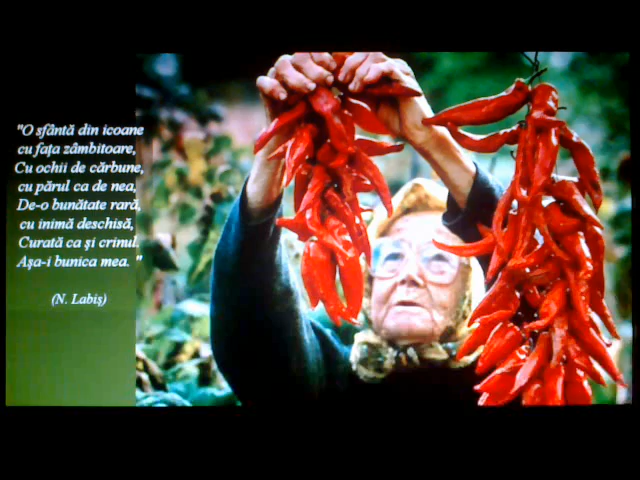 "O sfântă din icoane
cu fața zâmbitoare,
Cu ochii de cărbune,
cu părul ca de nea,
De-o bunătate rară,
cu inimă deschisă,
Curată ca și crinul.
Așa-i bunica mea. "
(N. Labiș)